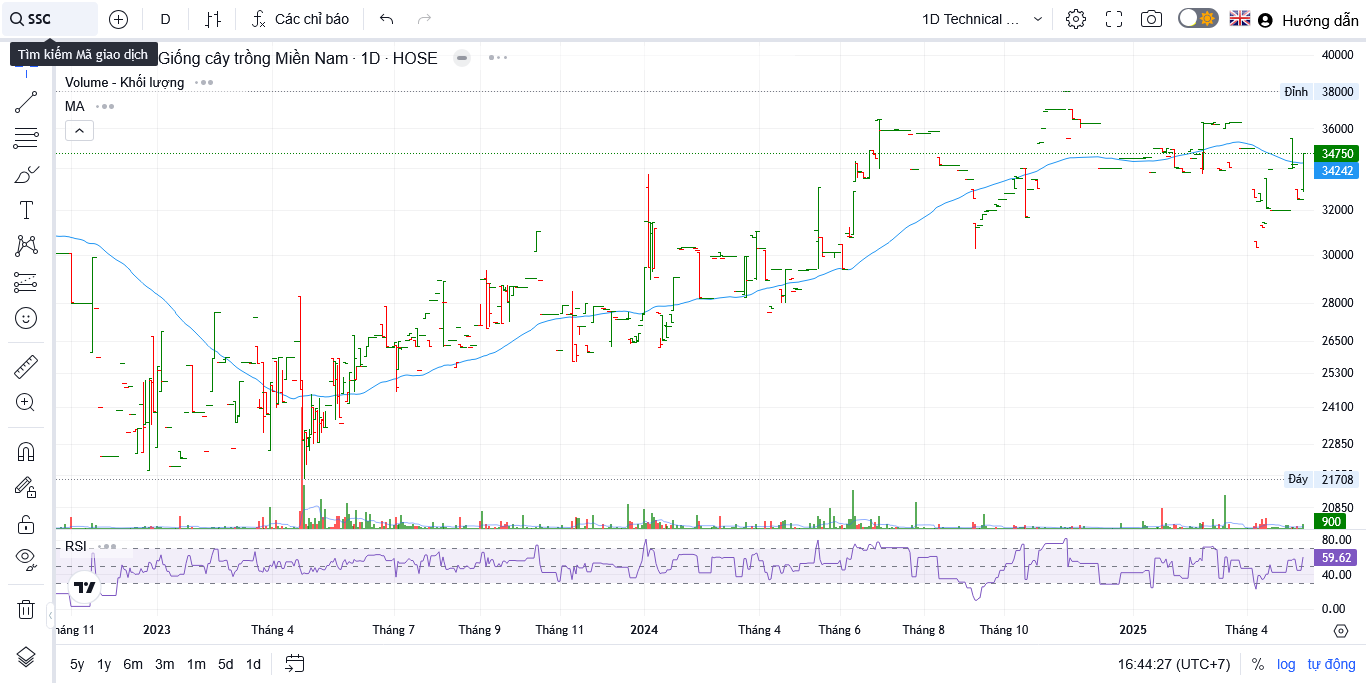 SSC
D
Các chỉ báo
1D Technical ...
Hướng dẫn
Tìm kiếm Mã giao dịch
Giống cây trồng Miền Nam · 1D · HOSE
Volume - Khối lượng
MA
40000
Đỉnh 38000
36000
34750
34242
32000
30000
28000
26500
25300
24100
22850
Đáy 21708
20850
900
RSI
80.00
59.62
40.00
0.00
háng 11 2023 Tháng 4 Tháng 7 Tháng 9 Tháng 11 2024 Tháng 4 Tháng 6 Tháng 8 Tháng 10 2025 Tháng 4
5y 1y 6m 3m 1m 5d 1d
16:44:27 (UTC+7) % log tự động